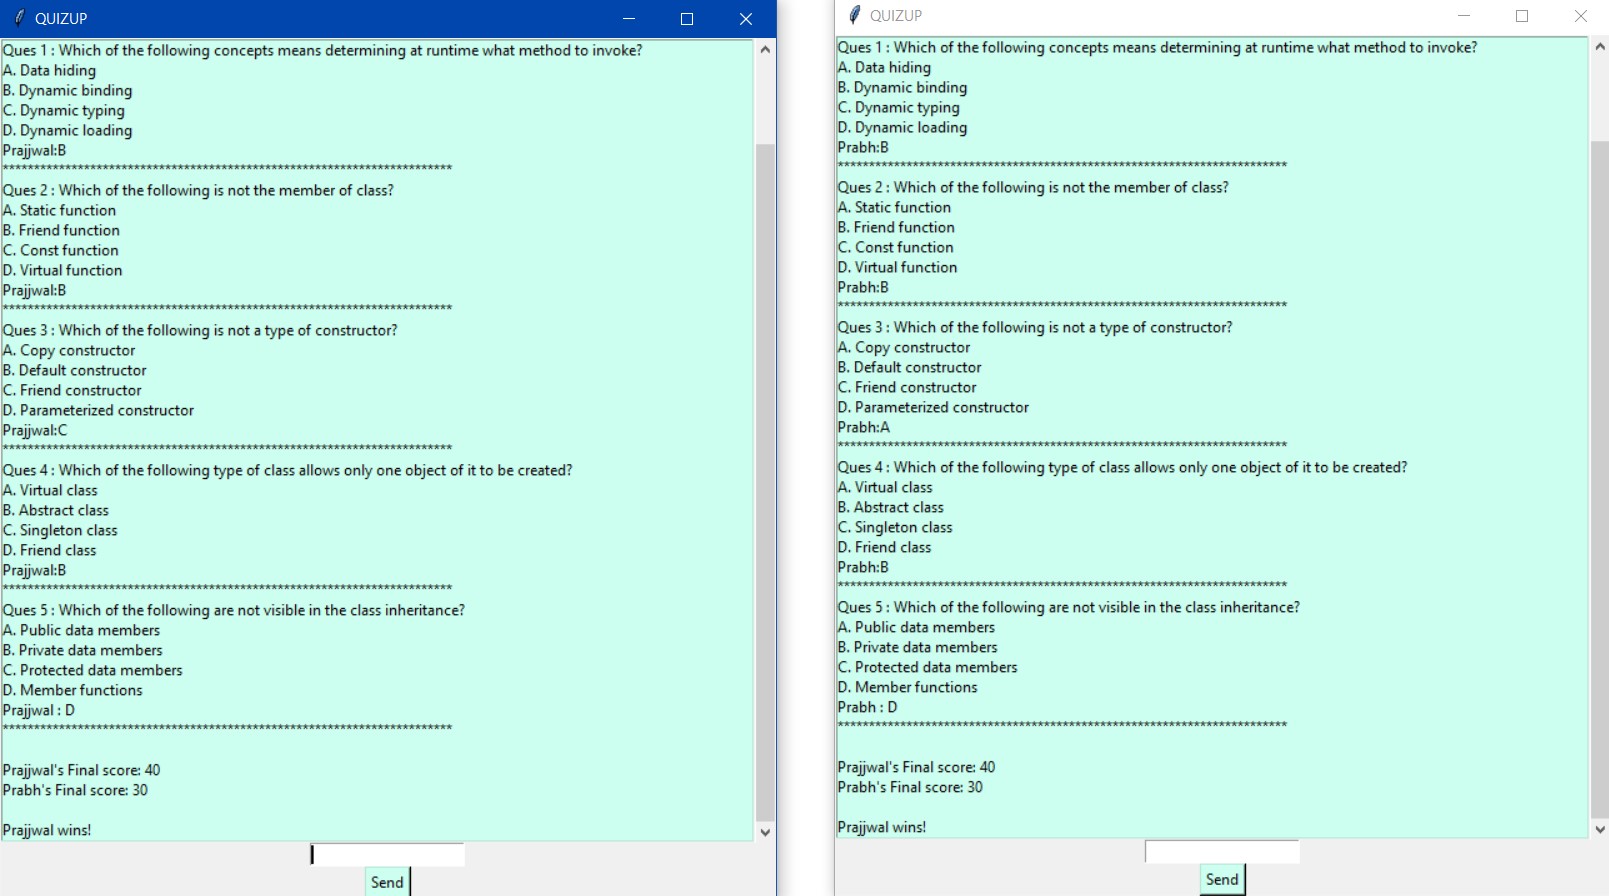 QUIZUP
Ques 1 : Which of the following concepts means determining at runtime what method to invoke?
A. Data hiding
B. Dynamic binding
C. Dynamic typing
D. Dynamic loading
Prajjwal:B
************************************************************************
Ques 2 : Which of the following is not the member of class?
A. Static function
B. Friend function
C. Const function
D. Virtual function
Prajjwal:B
************************************************************************
Ques 3 : Which of the following is not a type of constructor?
A. Copy constructor
B. Default constructor
C. Friend constructor
D. Parameterized constructor
Prajjwal:C
************************************************************************
Ques 4 : Which of the following type of class allows only one object of it to be created?
A. Virtual class
B. Abstract class
C. Singleton class
D. Friend class
Prajjwal:B
************************************************************************
Ques 5 : Which of the following are not visible in the class inheritance?
A. Public data members
B. Private data members
C. Protected data members
D. Member functions
Prajjwal : D
************************************************************************
Prajjwal's Final score: 40
Prabh's Final score: 30
Prajjwal wins!
Send
QUIZUP
Ques 1 : Which of the following concepts means determining at runtime what method to invoke?
A. Data hiding
B. Dynamic binding
C. Dynamic typing
D. Dynamic loading
Prabh:B
************************************************************************
Ques 2 : Which of the following is not the member of class?
A. Static function
B. Friend function
C. Const function
D. Virtual function
Prabh:B
************************************************************************
Ques 3 : Which of the following is not a type of constructor?
A. Copy constructor
B. Default constructor
C. Friend constructor
D. Parameterized constructor
Prabh:A
************************************************************************
Ques 4 : Which of the following type of class allows only one object of it to be created?
A. Virtual class
B. Abstract class
C. Singleton class
D. Friend class
Prabh:B
************************************************************************
Ques 5 : Which of the following are not visible in the class inheritance?
A. Public data members
B. Private data members
C. Protected data members
D. Member functions
Prabh : D
************************************************************************
Prajjwal's Final score: 40
Prabh's Final score: 30
Prajjwal wins!
Send